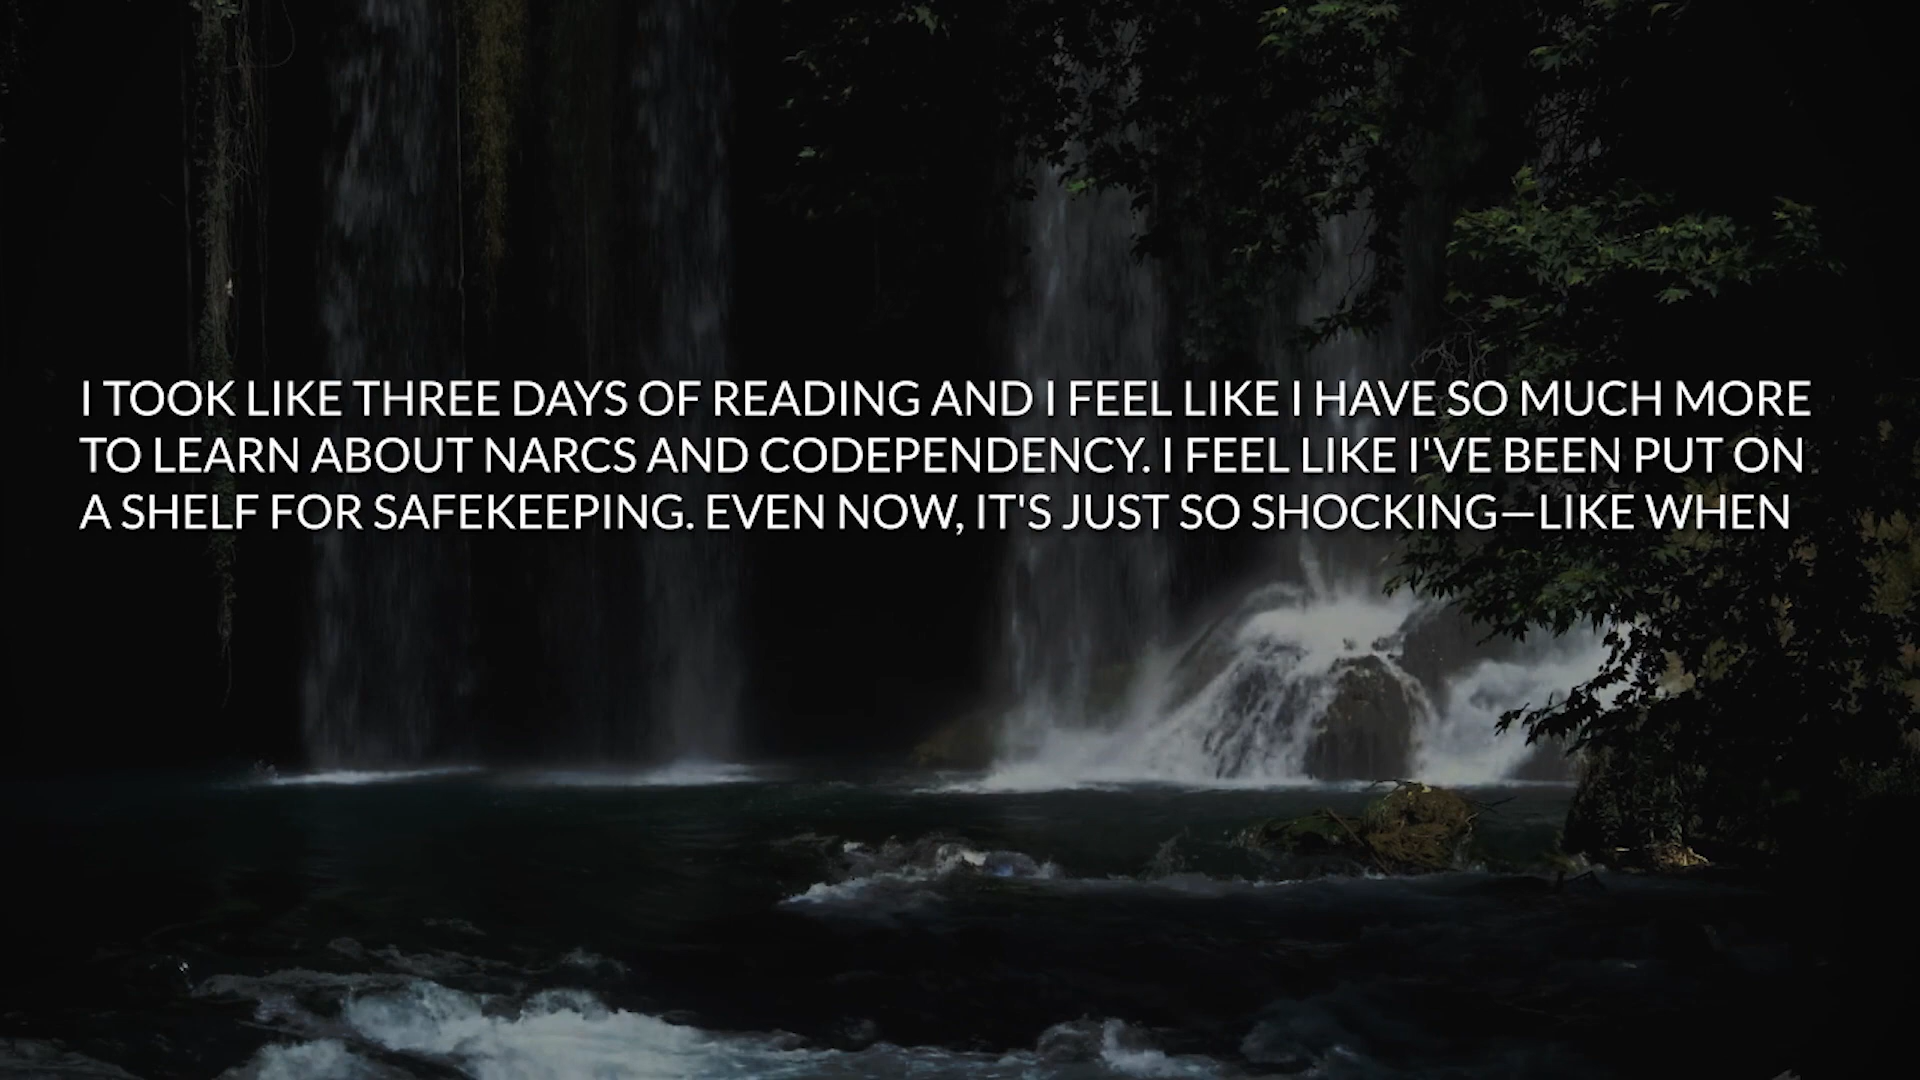 I TOOK LIKE THREE DAYS OF READING AND I FEEL LIKE I HAVE SO MUCH MORE
TO LEARN ABOUT NARCS AND CODEPENDENCY. I FEEL LIKE I'VE BEEN PUT ON
A SHELF FOR SAFEKEEPING. EVEN NOW, IT'S JUST SO SHOCKING—LIKE WHEN